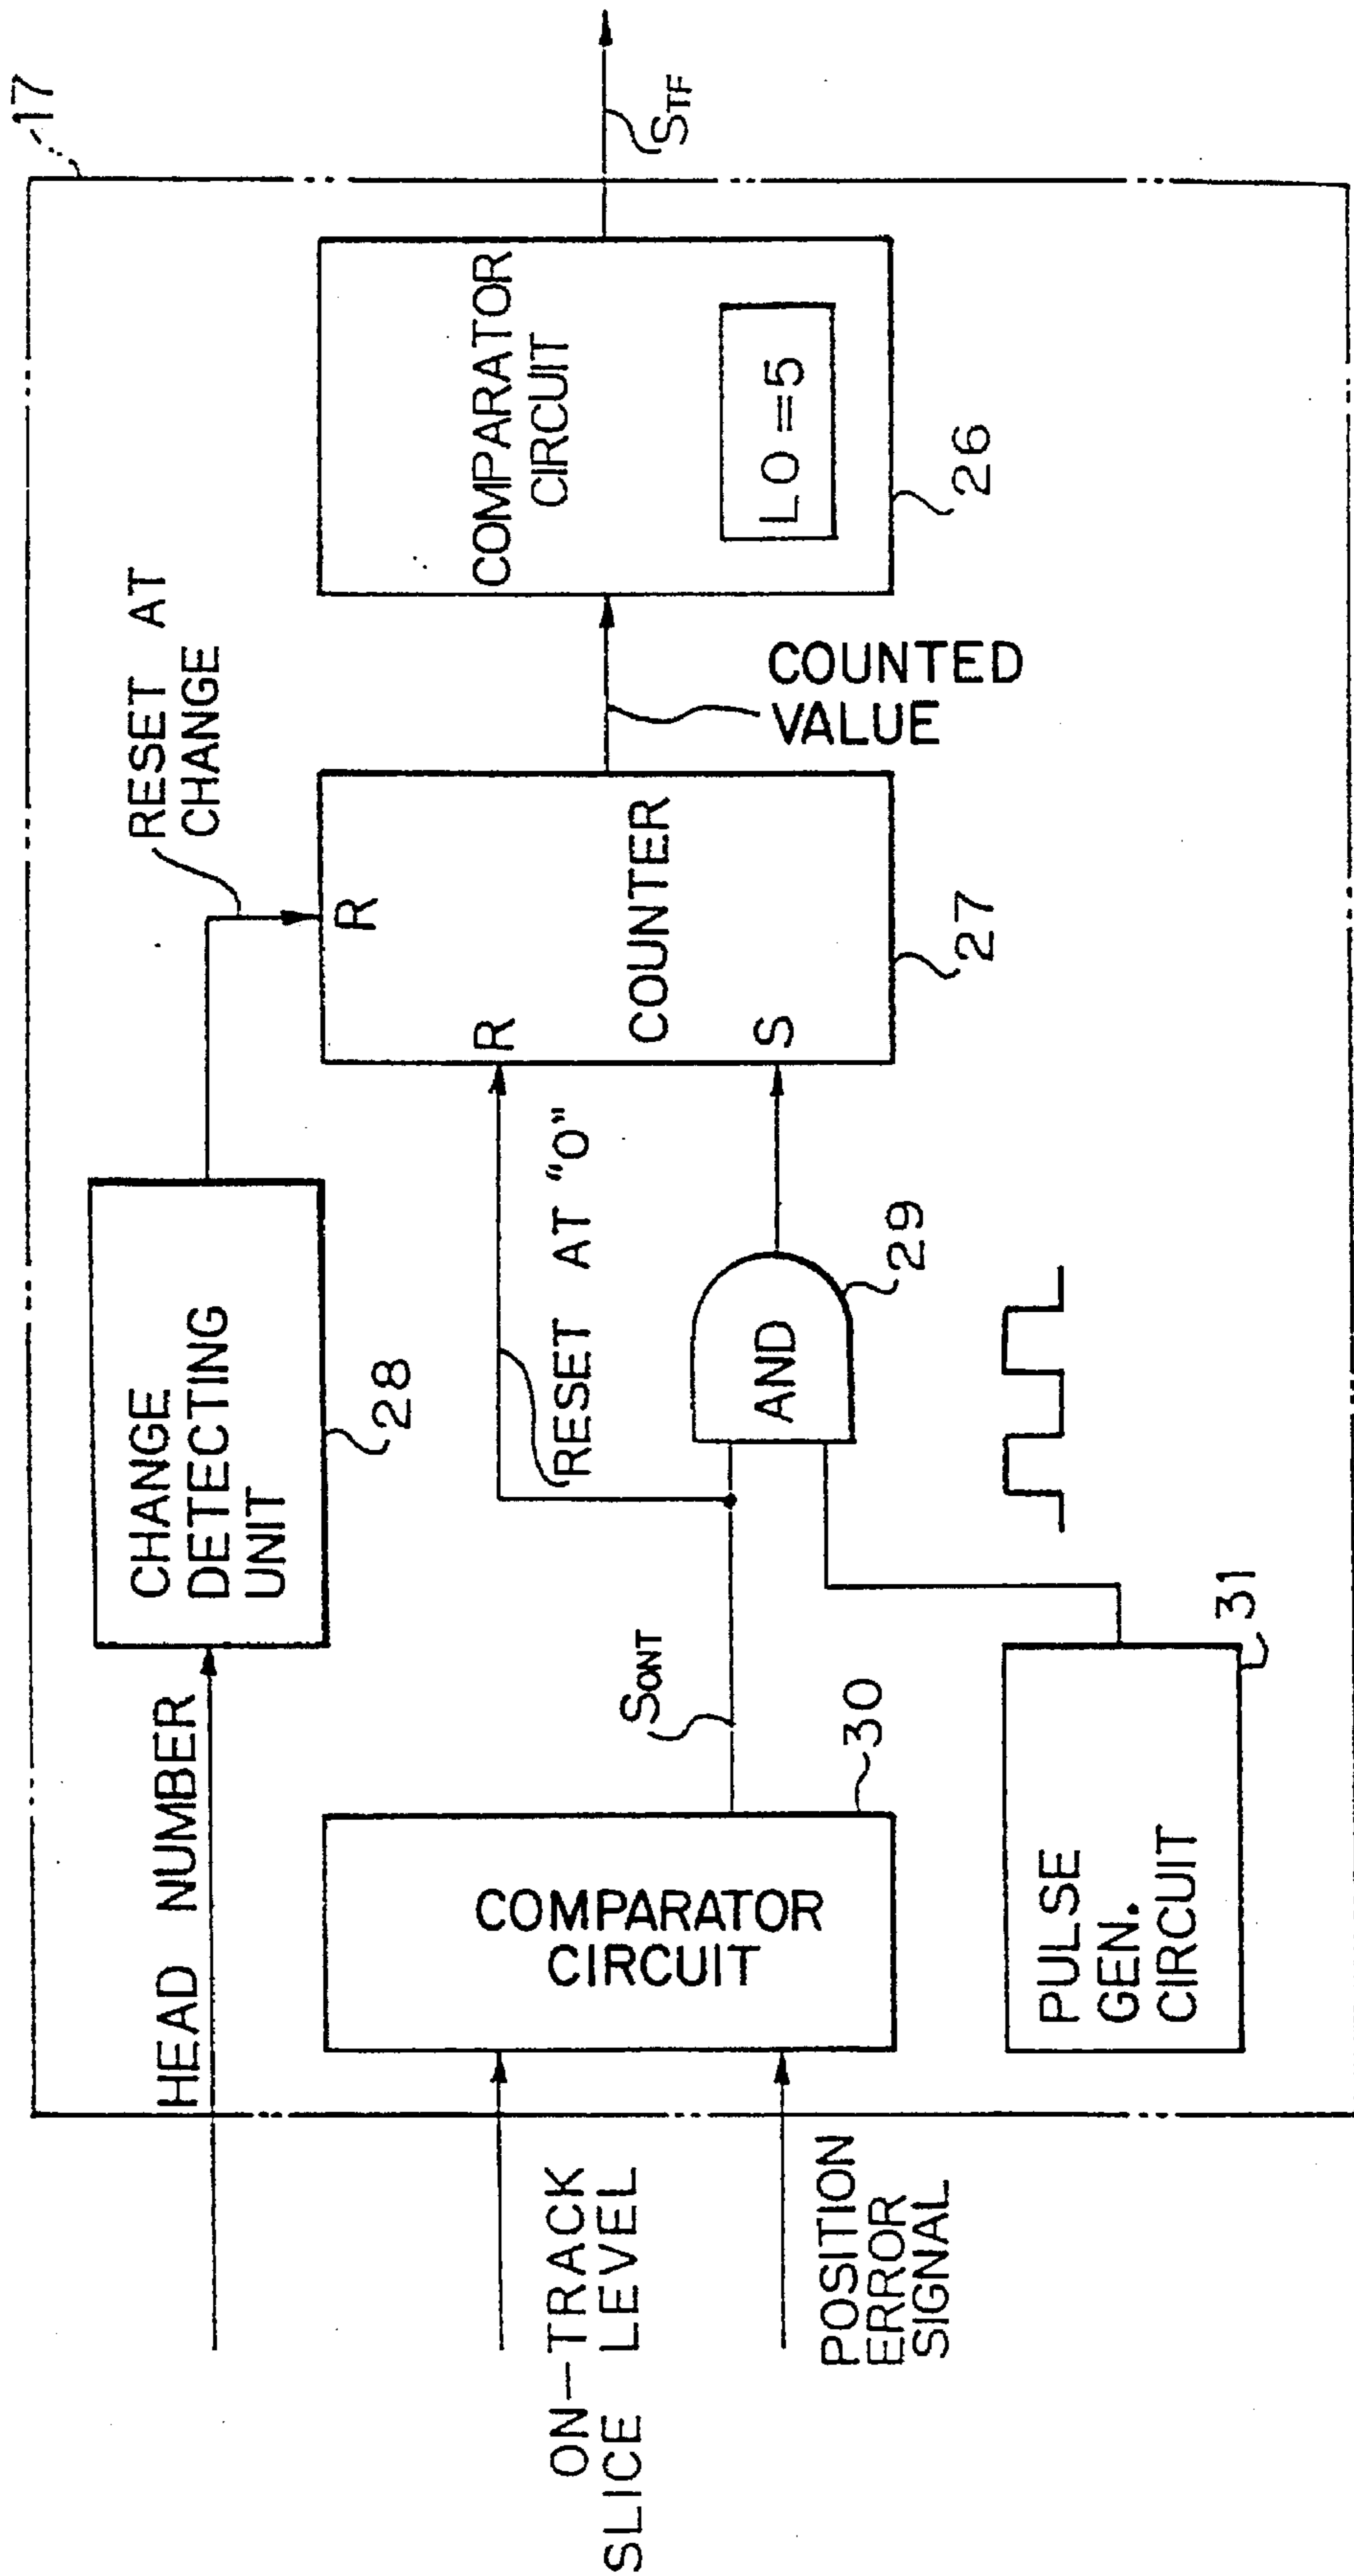 17
HEAD NUMBER
CHANGE
DETECTING
UNIT
28
RESET AT
CHANGE
ON-TRACK
SLICE LEVEL
POSITION
ERROR
SIGNAL
COMPARATOR
CIRCUIT
30
SONT
RESET AT "0"
AND
29
PULSE
GEN.
CIRCUIT
31
R
R
COUNTER
S
27
COUNTED
VALUE
COMPARATOR
CIRCUIT
LO=5
26
STF